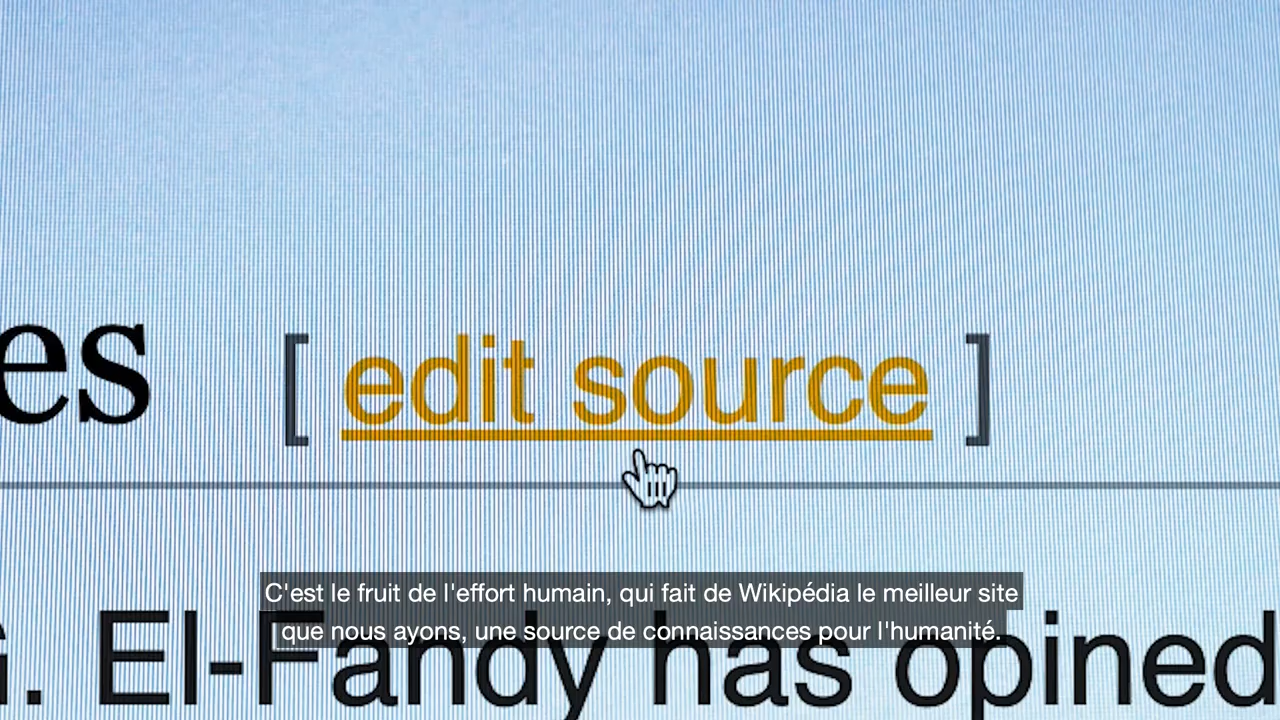 es [ edit source ]
C'est le fruit de l'effort humain, qui fait de Wikipédia le meilleur site
que nous ayons, une source de connaissances pour l'humanité.
. El-Fandy has opined